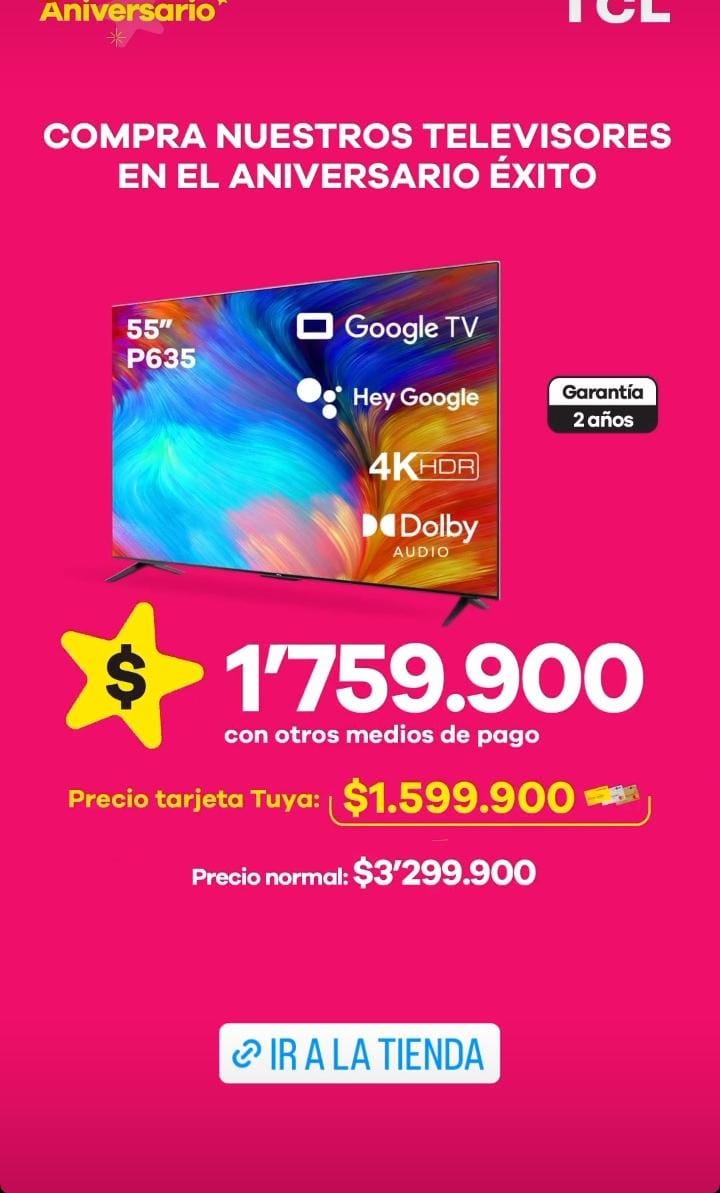 Aniversario
TCL
COMPRA NUESTROS TELEVISORES
EN EL ANIVERSARIO ÉXITO
55"
P635
Google TV
Hey Google
4K HDR
Dolby
AUDIO
Garantía
2 años
$ 1'759.900
con otros medios de pago
Precio tarjeta Tuya: $1.599.900
Precio normal: $3'299.900
IR A LA TIENDA